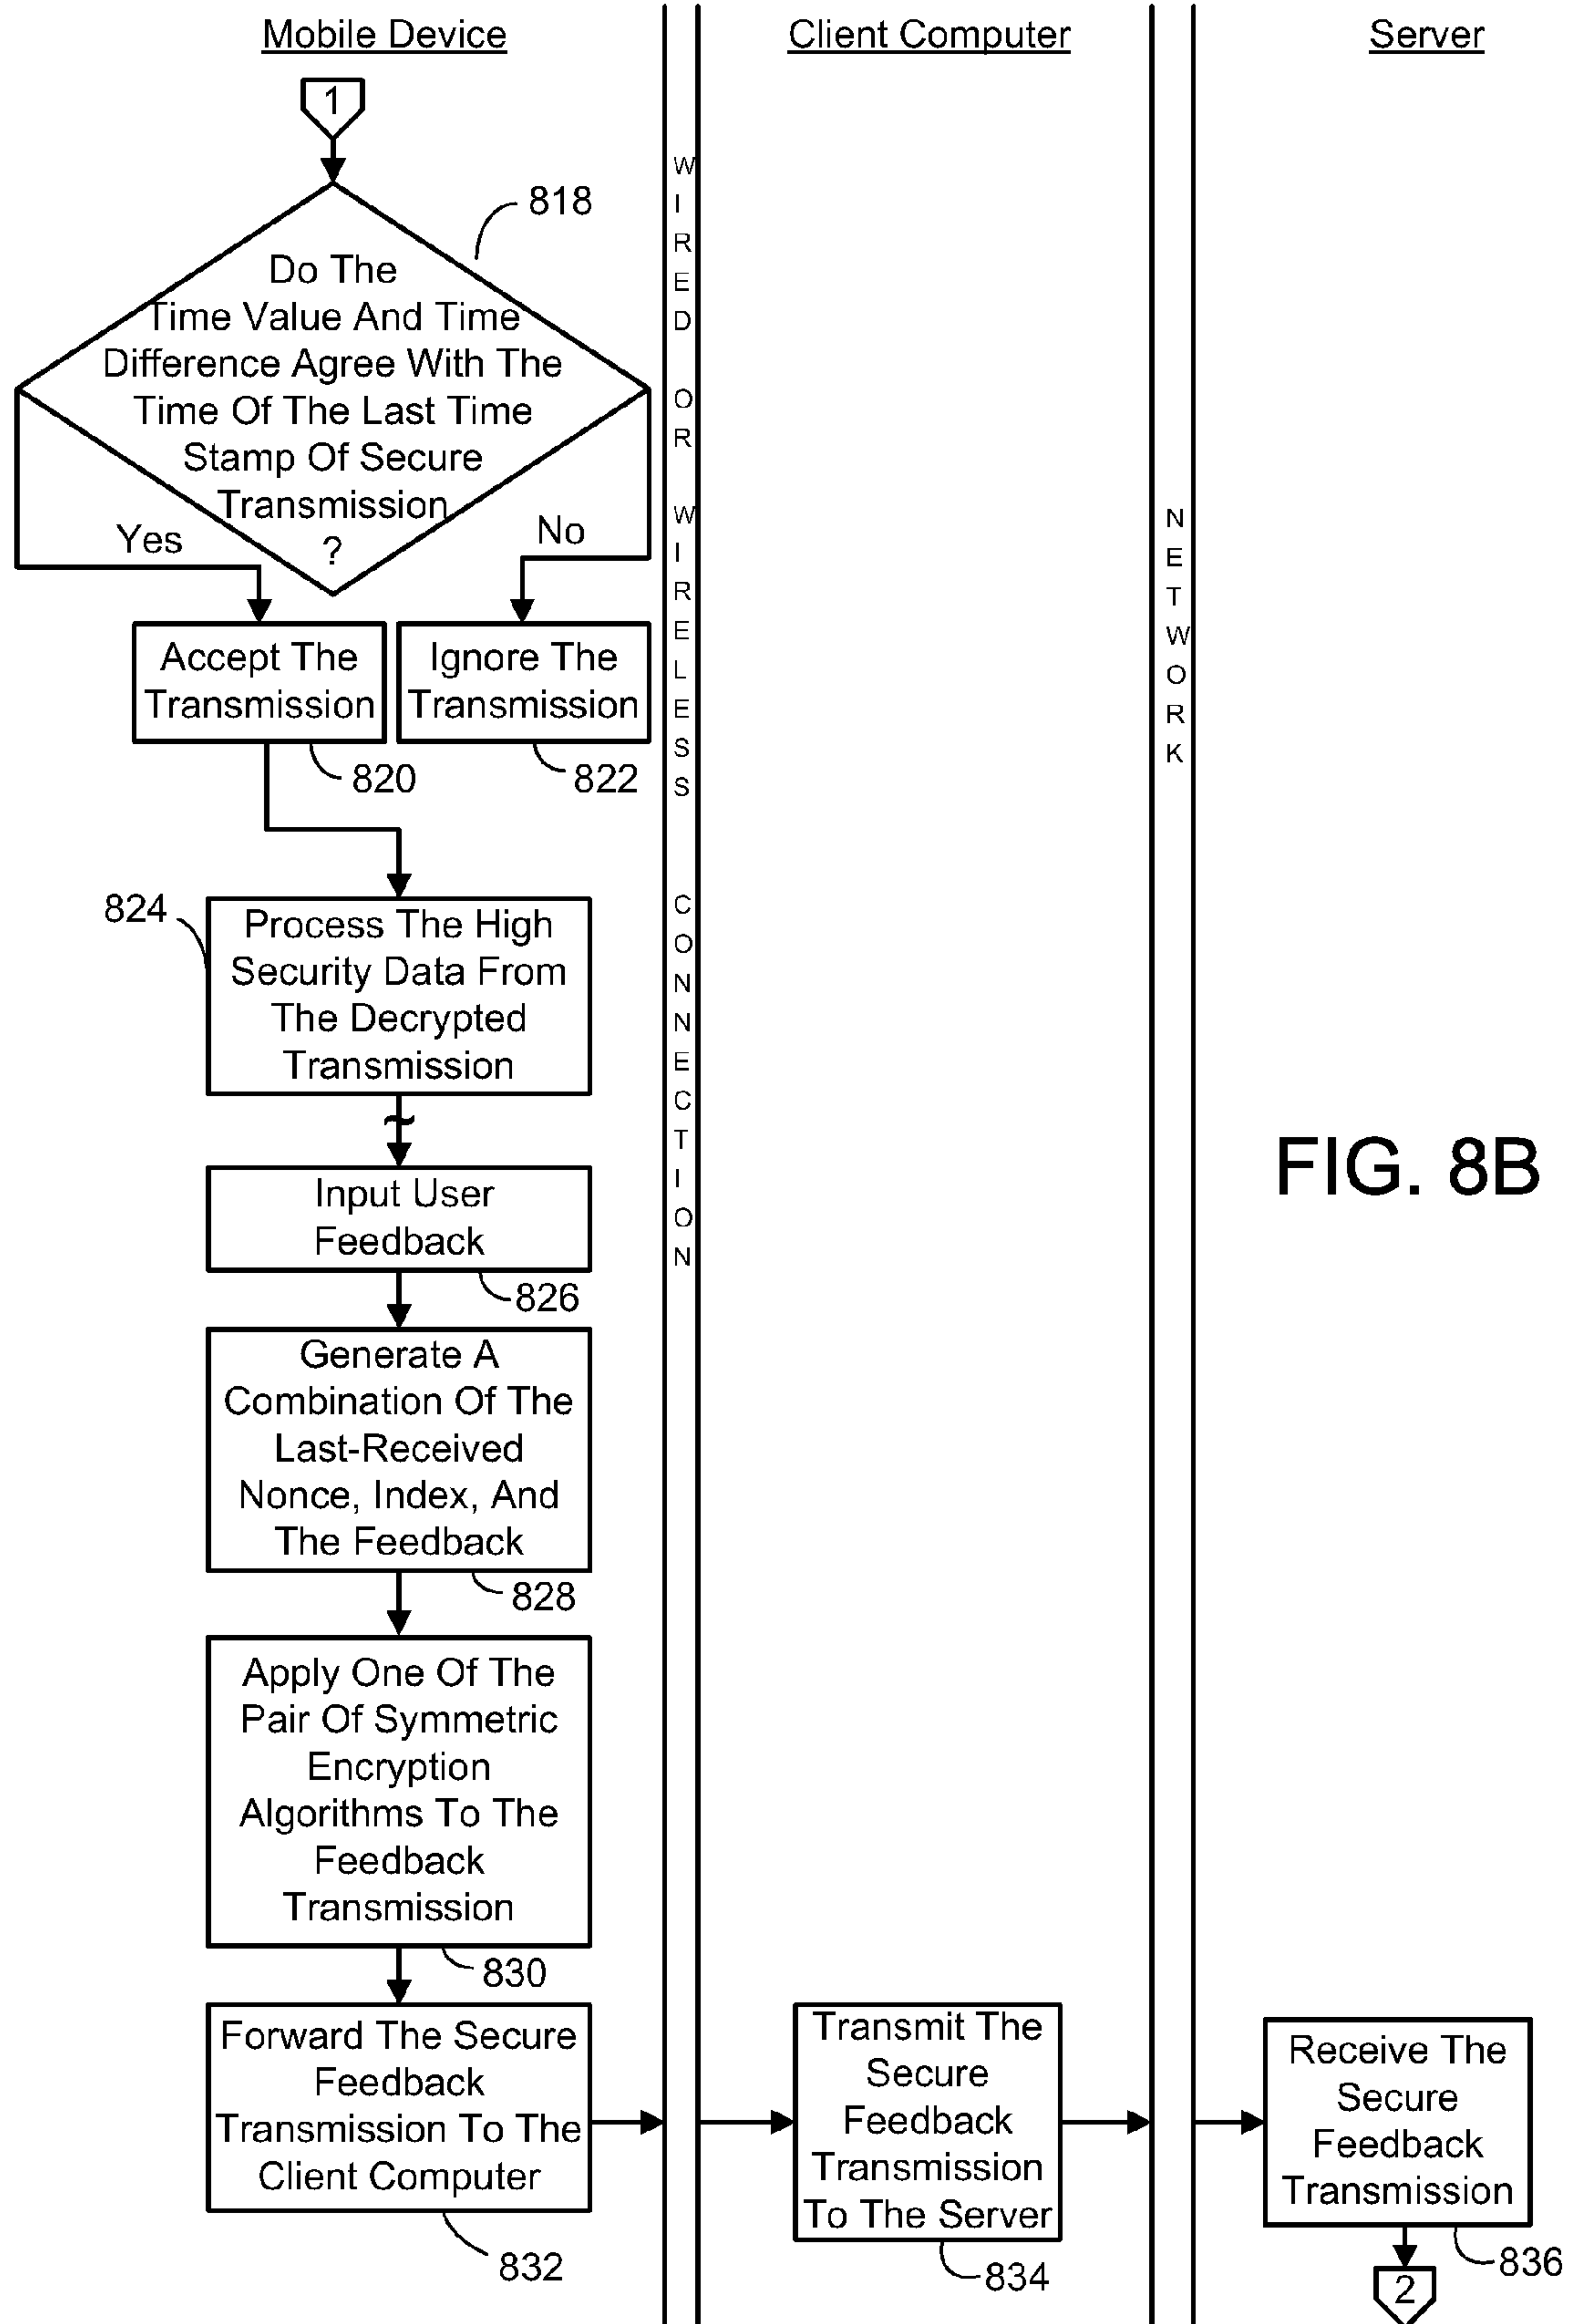 Mobile Device
Client Computer
Server
1
818
Do The
Time Value And Time
Difference Agree With The
Time Of The Last Time
Stamp Of Secure
Transmission
?
Yes
No
Accept The
Transmission
820
Ignore The
Transmission
822
824
Process The High
Security Data From
The Decrypted
Transmission
Input User
Feedback
826
Generate A
Combination Of The
Last-Received
Nonce, Index, And
The Feedback
828
Apply One Of The
Pair Of Symmetric
Encryption
Algorithms To The
Feedback
Transmission
830
Forward The Secure
Feedback
Transmission To The
Client Computer
832
WIRED OR WIRELESS CONNECTION
Transmit The
Secure
Feedback
Transmission
To The Server
834
NETWORK
Receive The
Secure
Feedback
Transmission
836
2
FIG. 8B